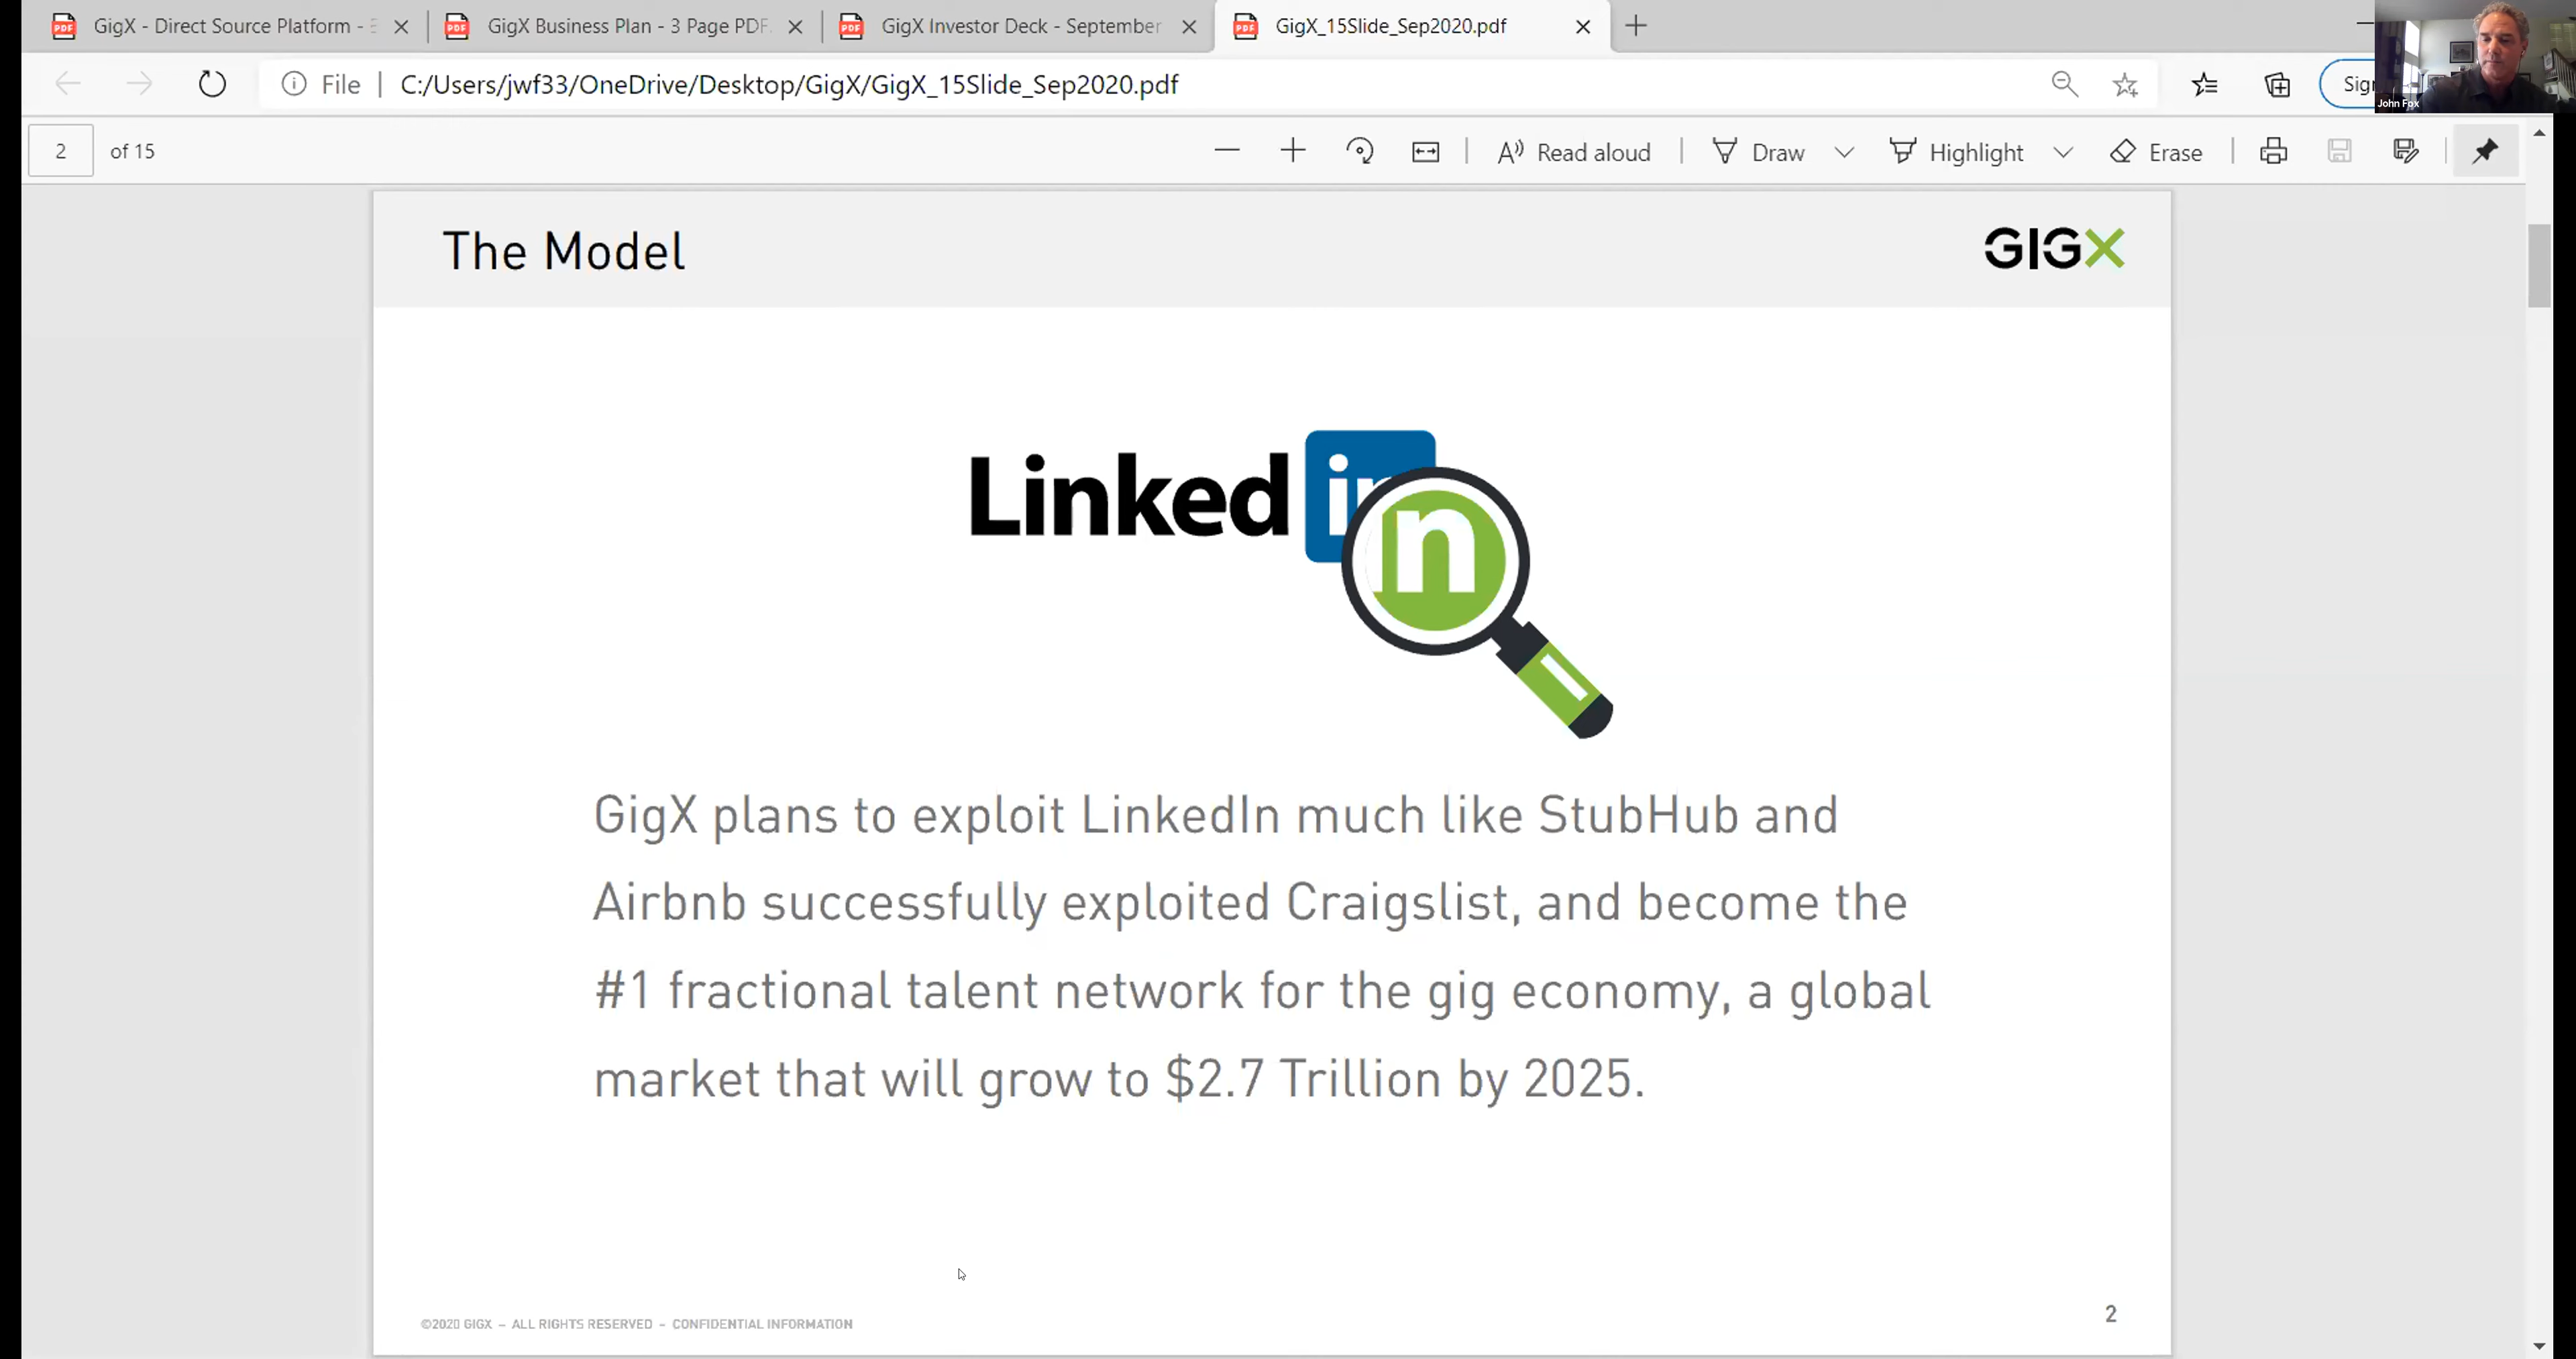 GigX - Direct Source Platform -
GigX Business Plan - 3 Page PDF.
GigX Investor Deck - September
GigX_15Slide_Sep2020.pdf
File
C:/Users/jwf33/OneDrive/Desktop/GigX/GigX_15Slide_Sep2020.pdf
John Fox
2 of 15
Read aloud
Draw
Highlight
Erase
The Model
GIGX
Linked in
n
GigX plans to exploit LinkedIn much like StubHub and
Airbnb successfully exploited Craigslist, and become the
#1 fractional talent network for the gig economy, a global
market that will grow to $2.7 Trillion by 2025.
©2020 GIGX – ALL RIGHTS RESERVED – CONFIDENTIAL INFORMATION
2